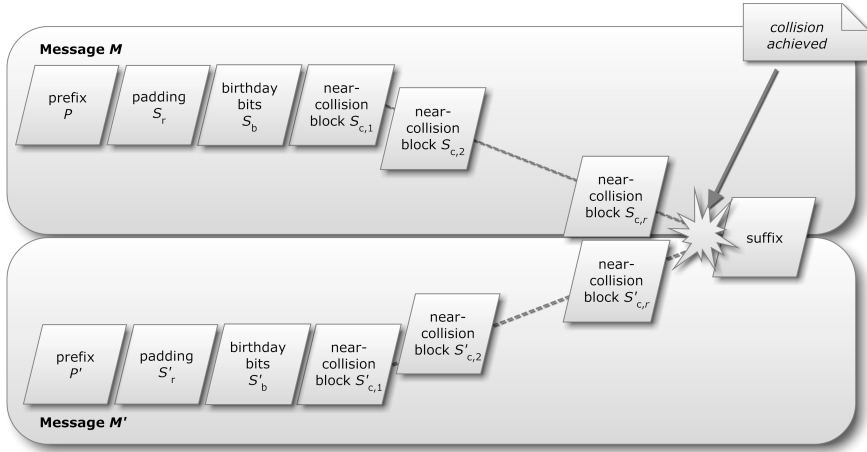 collision
achieved
Message M
prefix
P
padding
Sr
birthday
bits
Sb
near-
collision
block Sc,1
near-
collision
block Sc,2
near-
collision
block Sc,r
suffix
near-
collision
block S'c,r
near-
collision
block S'c,2
prefix
P'
padding
S'r
birthday
bits
S'b
near-
collision
block S'c,1
Message M'